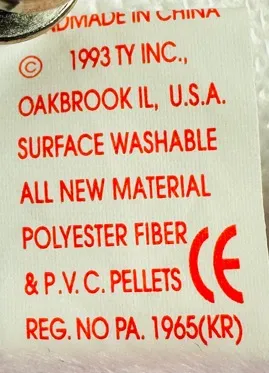 HANDMADE IN CHINA
© 1993 TY INC.,
OAKBROOK IL, U.S.A.
SURFACE WASHABLE
ALL NEW MATERIAL
POLYESTER FIBER
& P.V.C. PELLETS CE
REG. NO PA. 1965(KR)